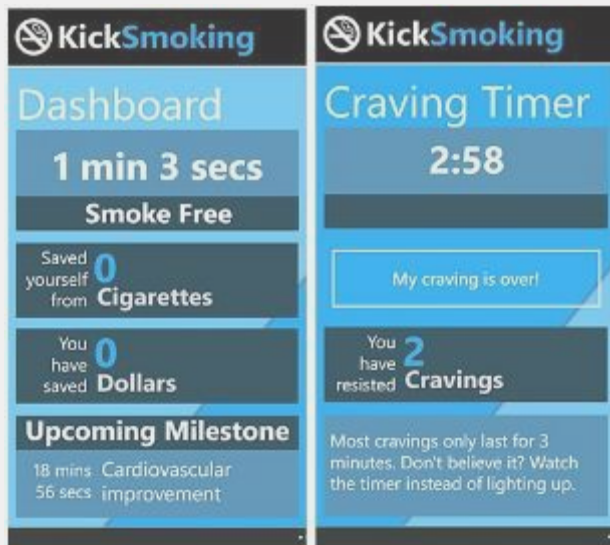 KickSmoking
Dashboard
1 min 3 secs
Smoke Free
Saved
yourself
from
0
Cigarettes
You
have
saved
0
Dollars
Upcoming Milestone
18 mins
56 secs
Cardiovascular
improvement
KickSmoking
Craving Timer
2:58
My craving is over!
You
have
resisted
2
Cravings
Most cravings only last for 3
minutes. Don't believe it? Watch
the timer instead of lighting up.